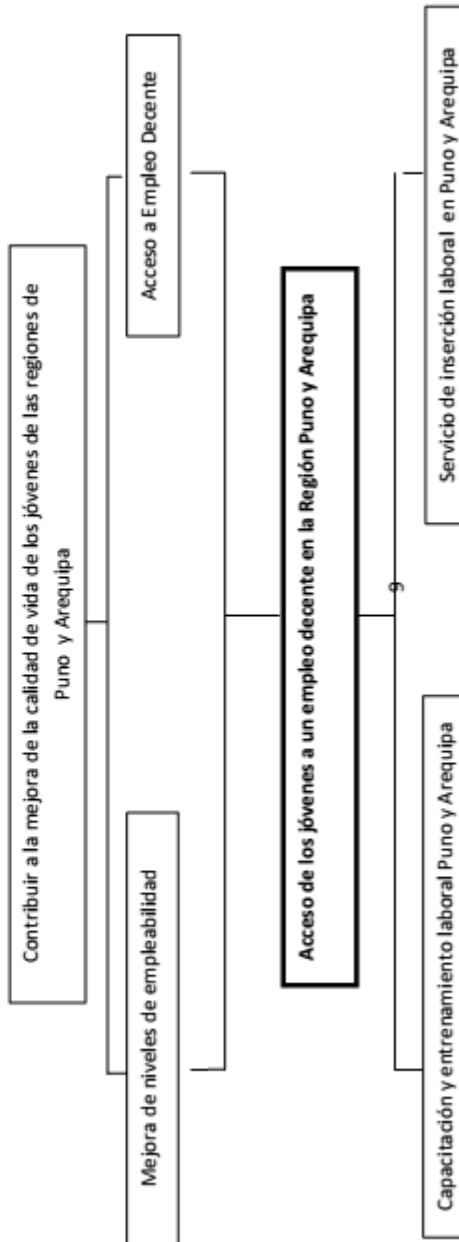 Contribuir a la mejora de la calidad de vida de los jóvenes de las regiones de
Puno y Arequipa
Mejora de niveles de empleabilidad
Acceso a Empleo Decente
Acceso de los jóvenes a un empleo decente en la Región Puno y Arequipa
9
Capacitación y entrenamiento laboral Puno y Arequipa
Servicio de inserción laboral en Puno y Arequipa